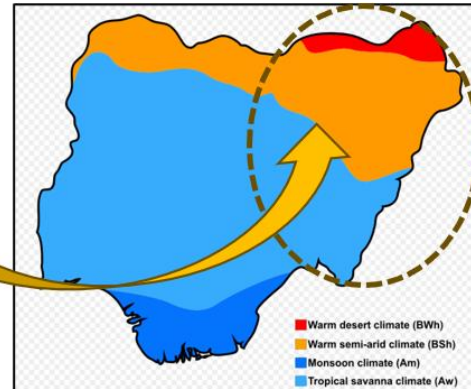 Warm desert climate (BWh)
Warm semi-arid climate (BSh)
Monsoon climate (Am)
Tropical savanna climate (Aw)